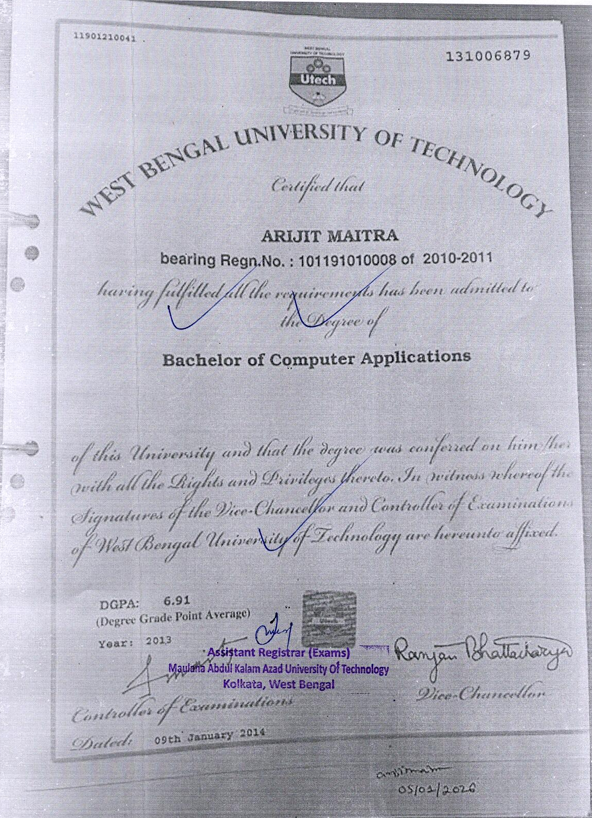 11901210041
131006879
WEST BENGAL
UNIVERSITY OF TECHNOLOGY
Utech
WEST BENGAL UNIVERSITY OF TECHNOLOGY
Certified that
ARIJIT MAITRA
bearing Regn.No. : 101191010008 of 2010-2011
having fulfilled all the requirements has been admitted to
the Degree of
Bachelor of Computer Applications
of this University and that the degree was conferred on him/her
with all the Rights and Privileges thereto. In witness whereof the
Signatures of the Vice-Chancellor and Controller of Examinations
of West Bengal University of Technology are hereunto affixed.
DGPA: 6.91
(Degree Grade Point Average)
Year: 2013
Utech
Assistant Registrar (Exams)
Maulana Abdul Kalam Azad University Of Technology
Kolkata, West Bengal
Ranjan Bhattacharya
Controller of Examinations
Vice-Chancellor
Dated: 09th January 2014
05/01/2026